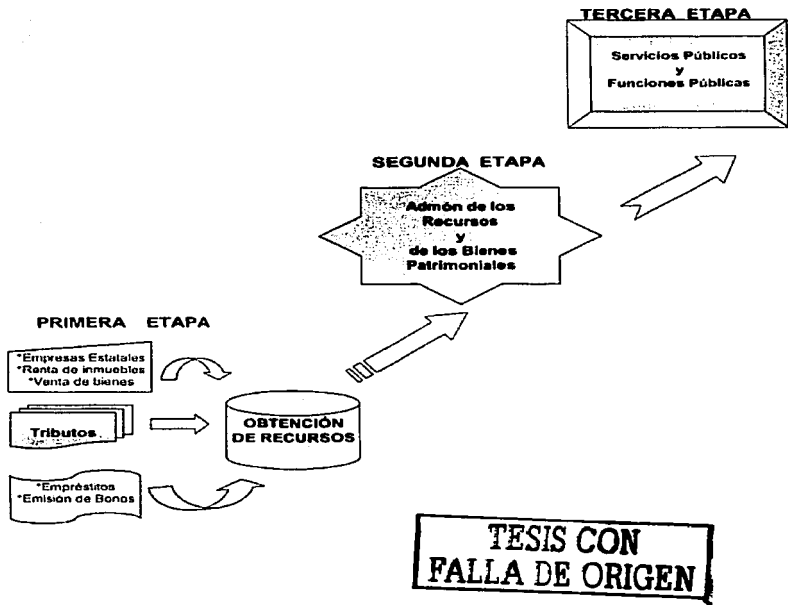 TERCERA ETAPA
Servicios Públicos
y
Funciones Públicas
SEGUNDA ETAPA
Admón de los
Recursos
y
de los Bienes
Patrimoniales
PRIMERA ETAPA
*Empresas Estatales
*Renta de inmuebles
*Venta de bienes
Tributos
*Empréstitos
*Emisión de Bonos
OBTENCIÓN
DE RECURSOS
TESIS CON
FALLA DE ORIGEN